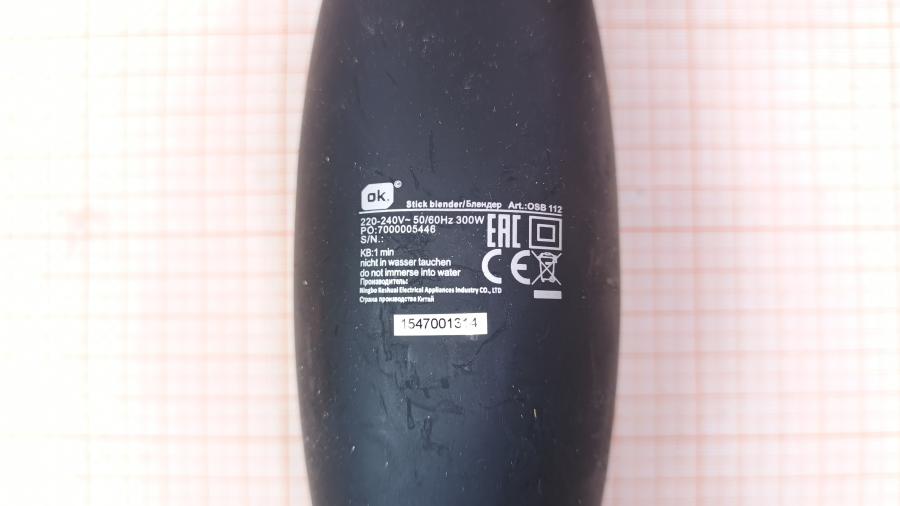 ok.©
Stick blender/Блендер Art.:OSB 112
220-240V~ 50/60Hz 300W
PO:7000005446
S/N.:
EAC
KB:1 min
nicht in wasser tauchen
do not immerse into water
CE
Производитель:
Ningbo Keshuai Electrical Appliances Industry CO., LTD
Страна производства Китай